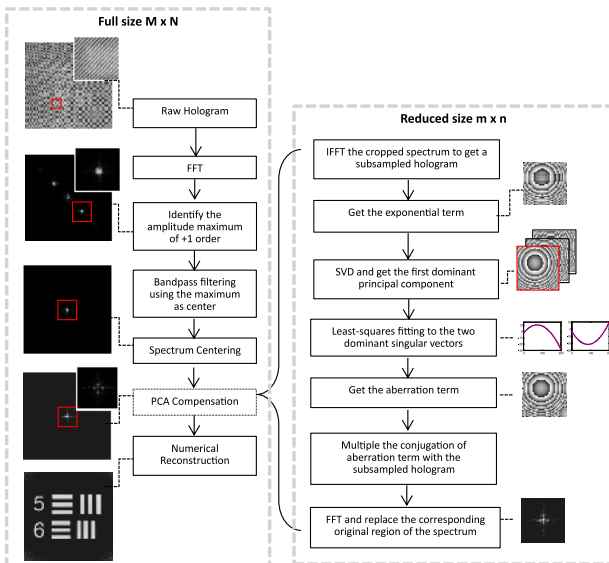 Full size M x N
Raw Hologram
FFT
Identify the
amplitude maximum
of +1 order
Bandpass filtering
using the maximum
as center
Spectrum Centering
PCA Compensation
Numerical
Reconstruction
5
6
Reduced size m x n
IFFT the cropped spectrum to get a
subsampled hologram
Get the exponential term
SVD and get the first dominant
principal component
Least-squares fitting to the two
dominant singular vectors
Get the aberration term
Multiple the conjugation of
aberration term with the
subsampled hologram
FFT and replace the corresponding
original region of the spectrum